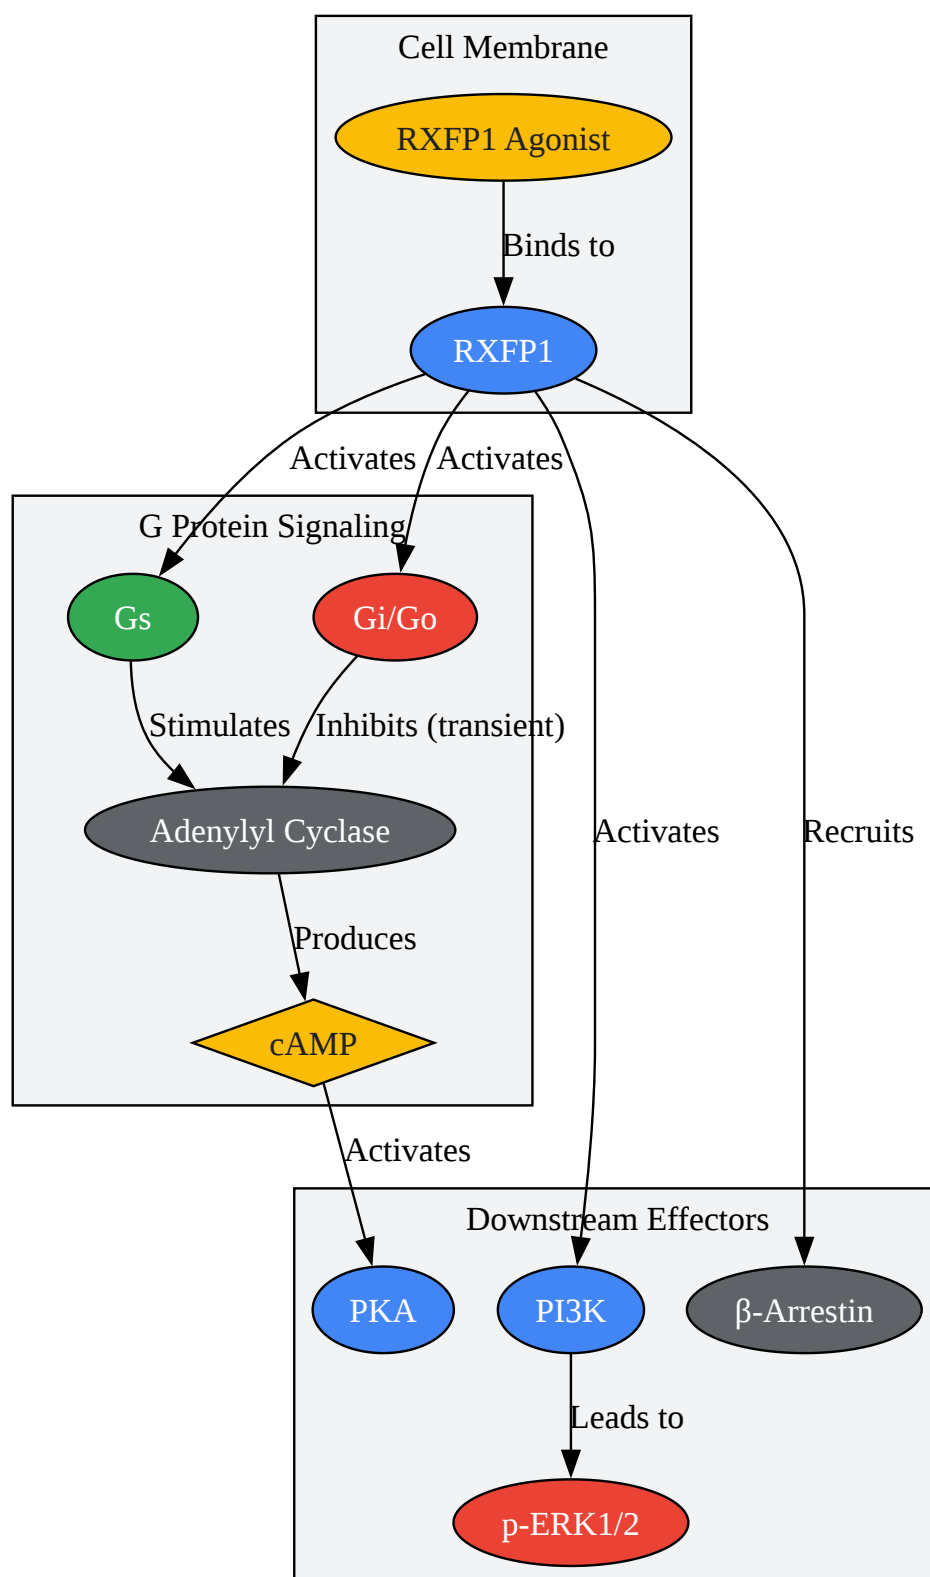 Cell Membrane
RXFP1 Agonist
Binds to
RXFP1
Activates
Activates
G Protein Signaling
Gs
Gi/Go
Stimulates
Inhibits (transient)
Adenylyl Cyclase
Activates
Recruits
Produces
cAMP
Activates
Downstream Effectors
PKA
PI3K
β-Arrestin
Leads to
p-ERK1/2